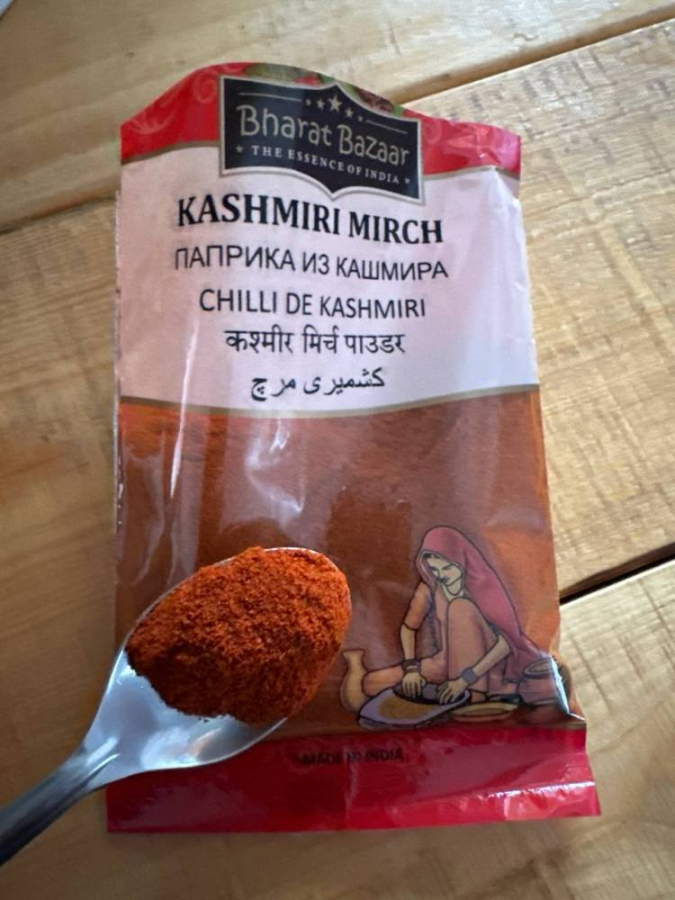 Bharat Bazaar
THE ESSENCE OF INDIA
KASHMIRI MIRCH
ПАПРИКА ИЗ КАШМИРА
CHILLI DE KASHMIRI
कश्मीर मिर्च पाउडर
کشمیری مرچ
MADE IN INDIA